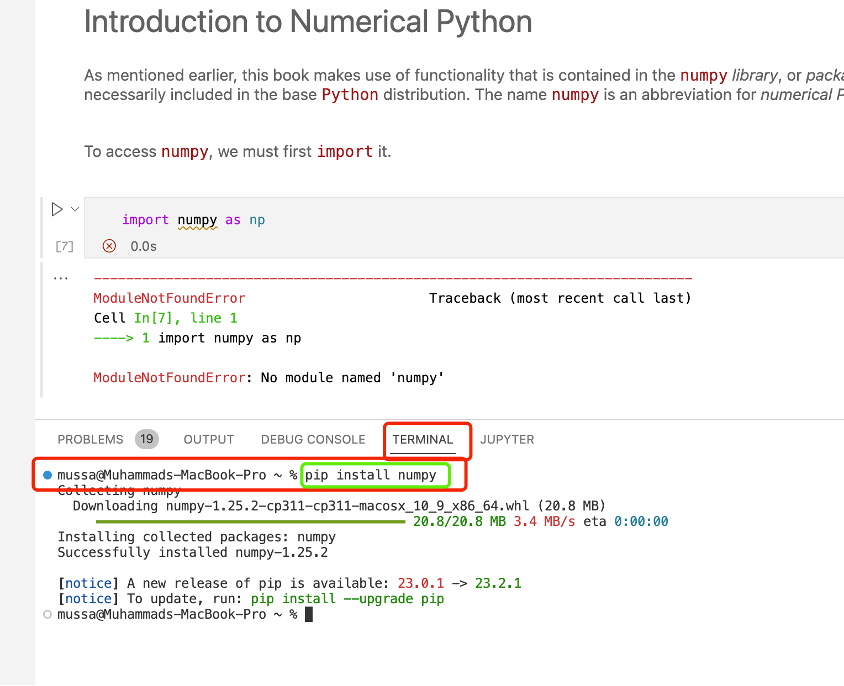 Introduction to Numerical Python
As mentioned earlier, this book makes use of functionality that is contained in the numpy library, or packa
necessarily included in the base Python distribution. The name numpy is an abbreviation for numerical P
To access numpy, we must first import it.
import numpy as np
[7] 0.0s
... --------------------------------------------------------------------------
ModuleNotFoundError Traceback (most recent call last)
Cell In[7], line 1
----> 1 import numpy as np
ModuleNotFoundError: No module named 'numpy'
PROBLEMS 19 OUTPUT DEBUG CONSOLE TERMINAL JUPYTER
mussa@Muhammads-MacBook-Pro ~ % pip install numpy
Collecting numpy
Downloading numpy-1.25.2-cp311-cp311-macosx_10_9_x86_64.whl (20.8 MB)
20.8/20.8 MB 3.4 MB/s eta 0:00:00
Installing collected packages: numpy
Successfully installed numpy-1.25.2
[notice] A new release of pip is available: 23.0.1 -> 23.2.1
[notice] To update, run: pip install --upgrade pip
mussa@Muhammads-MacBook-Pro ~ %